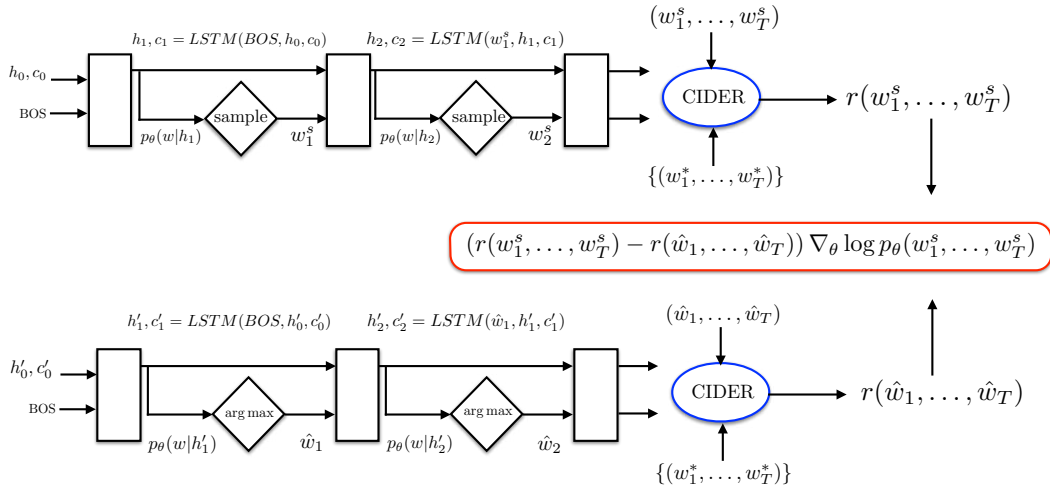 (w_1^s, . . . , w_T^s)
h_1, c_1 = LSTM(BOS, h_0, c_0) h_2, c_2 = LSTM(w_1^s, h_1, c_1)
h_0, c_0
CIDER r(w_1^s, . . . , w_T^s)
BOS sample sample
p_θ(w|h_1) w_1^s p_θ(w|h_2) w_2^s
{(w_1^*, . . . , w_T^*)}
(r(w_1^s, . . . , w_T^s) − r(ŵ_1, . . . , ŵ_T)) ∇_θ log p_θ(w_1^s, . . . , w_T^s)
(ŵ_1, . . . , ŵ_T)
h'_1, c'_1 = LSTM(BOS, h'_0, c'_0) h'_2, c'_2 = LSTM(ŵ_1, h'_1, c'_1)
h'_0, c'_0
CIDER r(ŵ_1, . . . , ŵ_T)
BOS arg max arg max
p_θ(w|h'_1) ŵ_1 p_θ(w|h'_2) ŵ_2
{(w_1^*, . . . , w_T^*)}